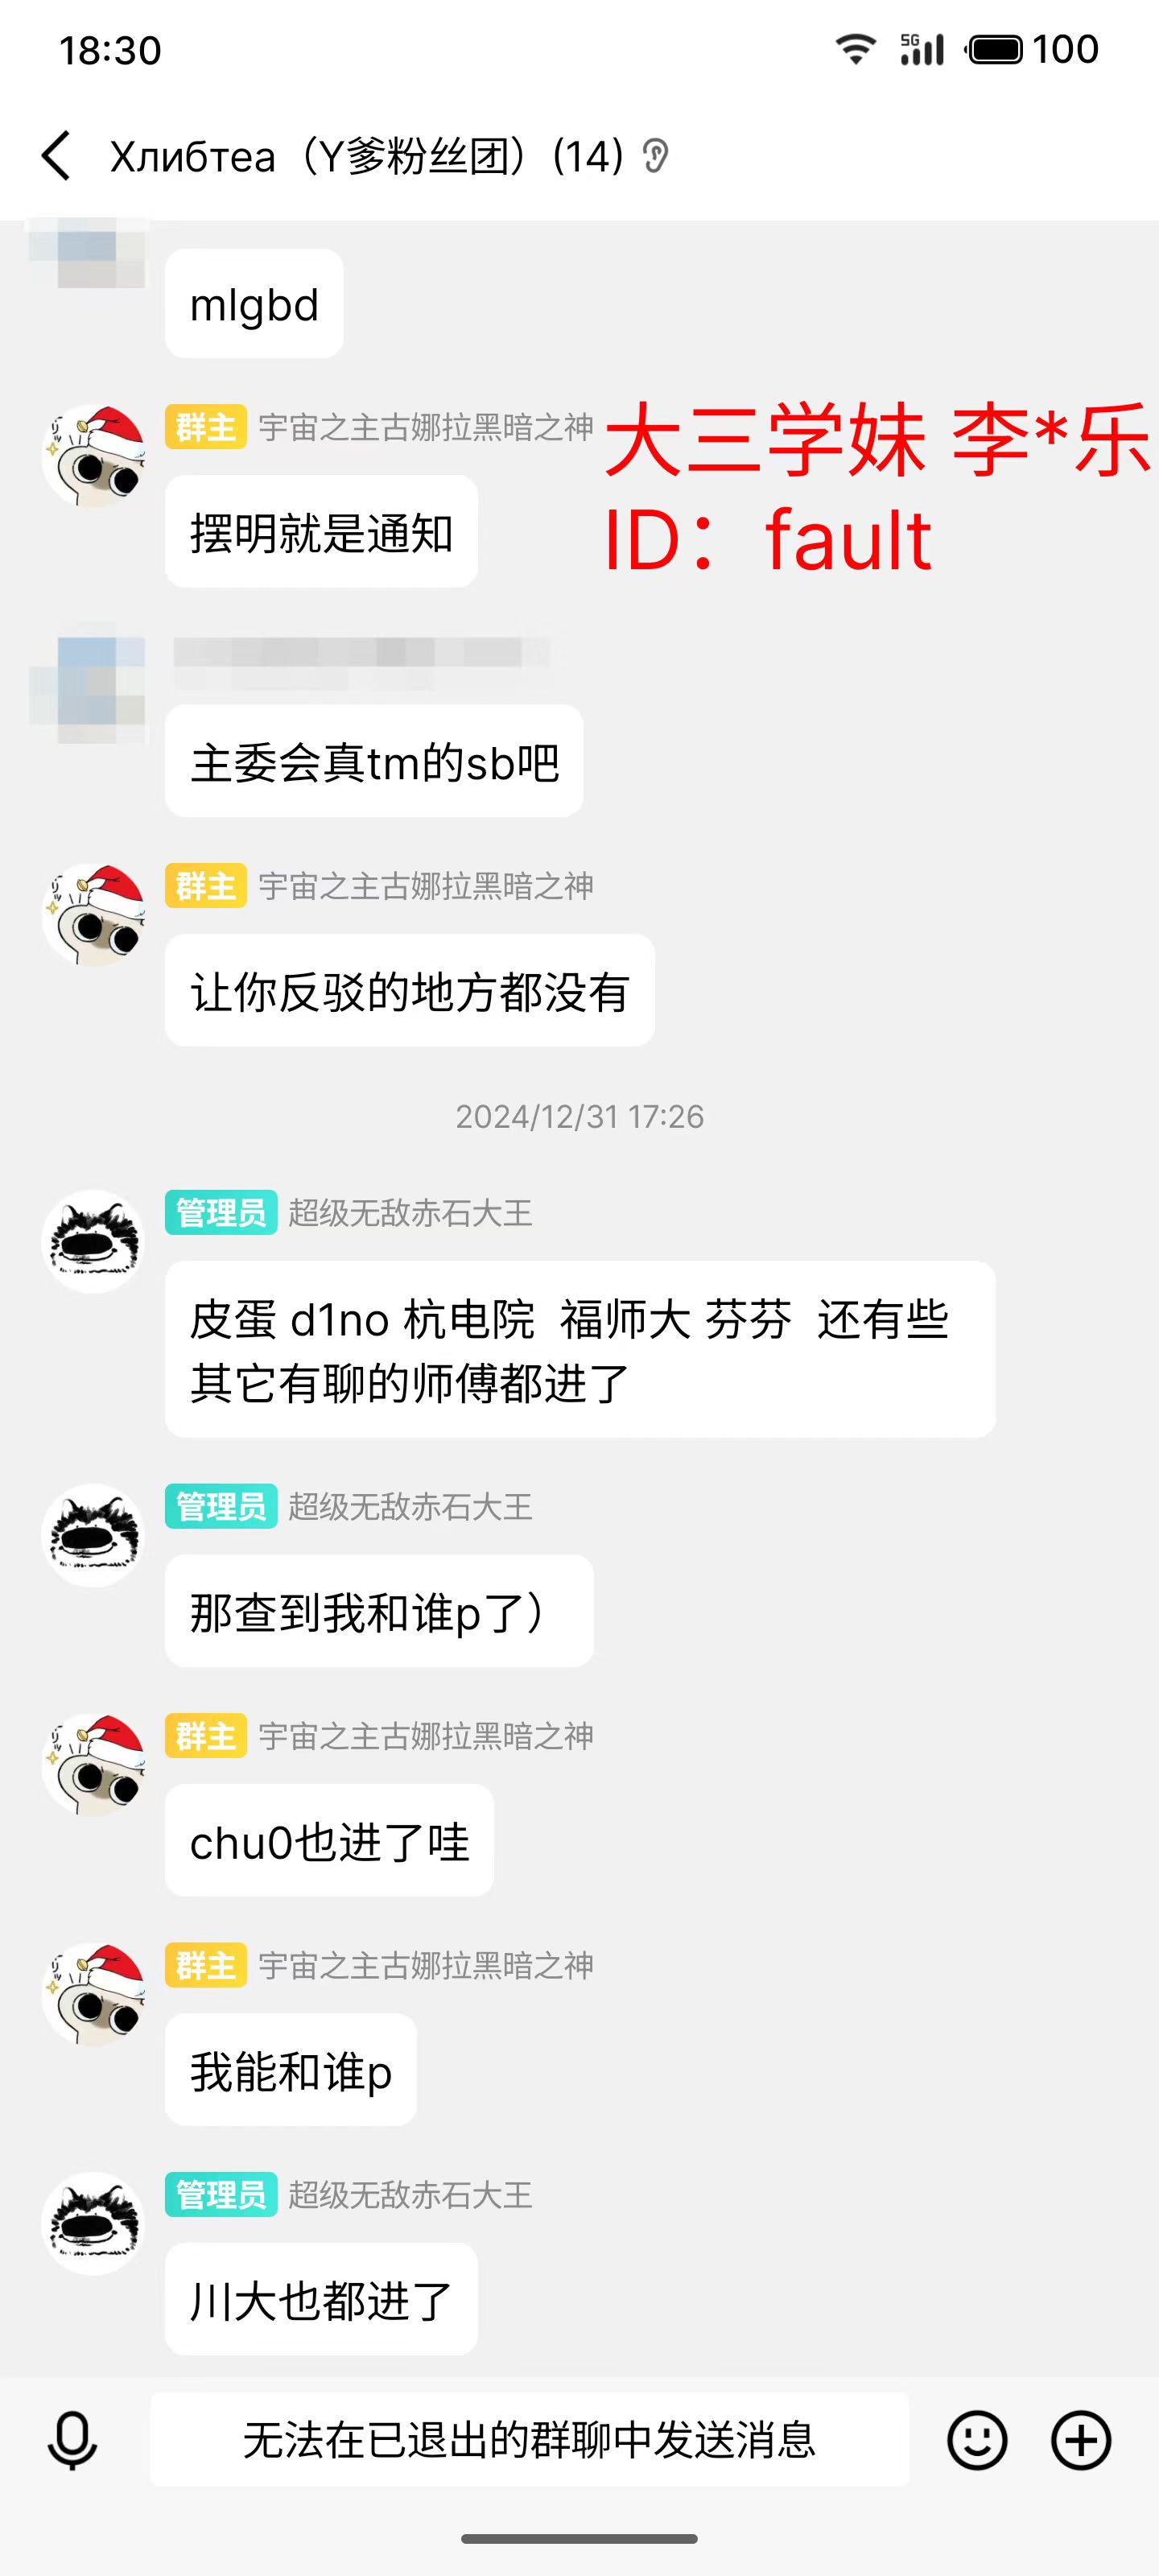 18:30
5G 100
Хлибтеа（Y爹粉丝团）(14)
mlgbd
群主 宇宙之主古娜拉黑暗之神 大三学妹 李*乐
ID：fault
摆明就是通知
主委会真tm的sb吧
群主 宇宙之主古娜拉黑暗之神
让你反驳的地方都没有
2024/12/31 17:26
管理员 超级无敌赤石大王
皮蛋 d1no 杭电院 福师大 芬芬 还有些
其它有聊的师傅都进了
管理员 超级无敌赤石大王
那查到我和谁p了）
群主 宇宙之主古娜拉黑暗之神
chu0也进了哇
群主 宇宙之主古娜拉黑暗之神
我能和谁p
管理员 超级无敌赤石大王
川大也都进了
无法在已退出的群聊中发送消息